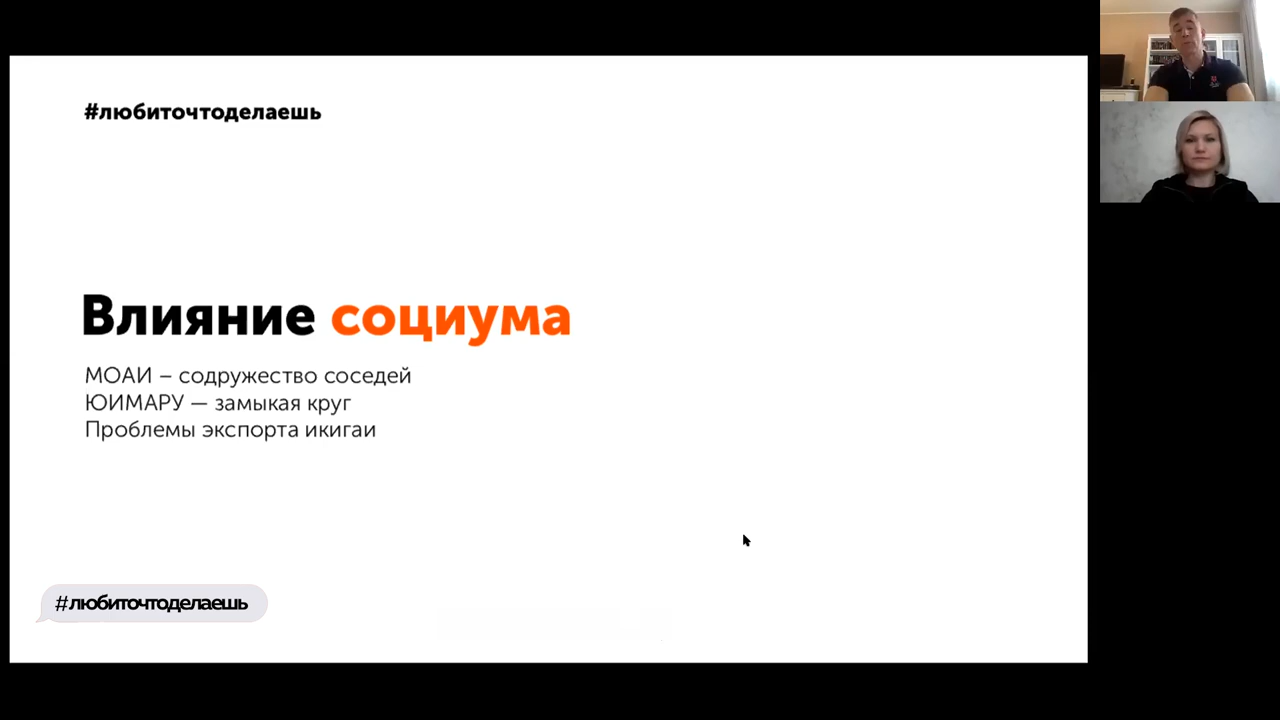 #любиточтоделаешь
Влияние социума
МОАИ – содружество соседей
ЮИМАРУ — замыкая круг
Проблемы экспорта икигаи
#любиточтоделаешь